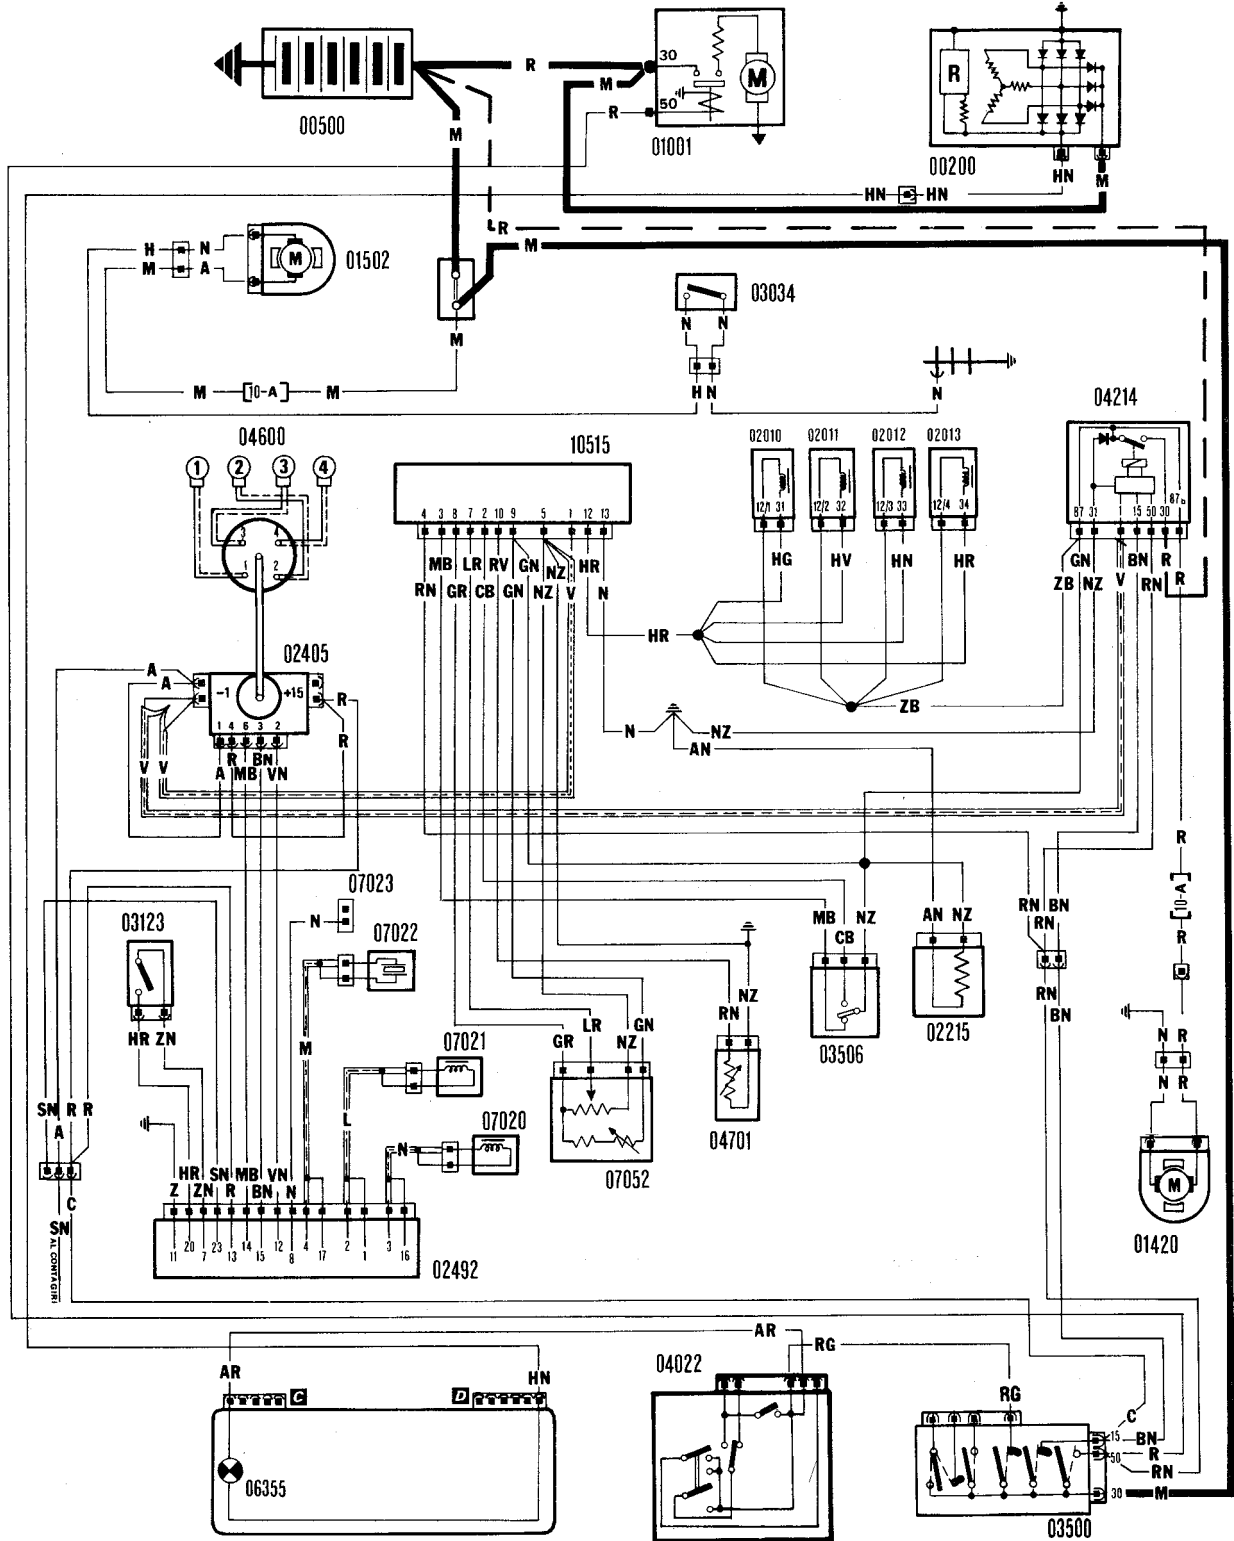 30
50
R
M
M
R
R
M
00500
01001
00200
HN
M
HN
HN
R
M
H
N
M
A
M
01502
M
03034
N
N
H
N
N
M
10-A
M
04600
1
2
3
4
10515
02010
02011
02012
02013
04214
12/1
31
12/2
32
12/3
33
12/4
34
87
31
1
15
50
30
87b
4
3
8
7
2
10
9
5
1
12
13
3
4
1
2
MB
LR
RV
GN
NZ
HR
RN
GR
CB
GN
NZ
V
N
HG
HV
HN
HR
GN
BN
R
ZB
NZ
V
RN
R
HR
02405
A
A
-1
+15
R
1
4
6
3
2
R
BN
A
MB
VN
R
V
V
ZB
N
NZ
AN
R
10-A
R
07023
N
03123
07022
HR
ZN
MB
CB
NZ
AN
NZ
RN
BN
RN
RN
BN
03506
02215
RN
NZ
LR
GN
GR
NZ
04701
07052
M
07021
L
07020
N
N
R
N
R
M
01420
SN
R
R
A
C
SN
AL CONTAGIRI
HR
SN
MB
VN
Z
ZN
R
BN
N
11
20
7
23
13
14
15
12
8
4
17
2
1
3
16
02492
AR
AR
RG
04022
C
D
HN
RG
C
06355
15
BN
50
R
RN
30
M
03500